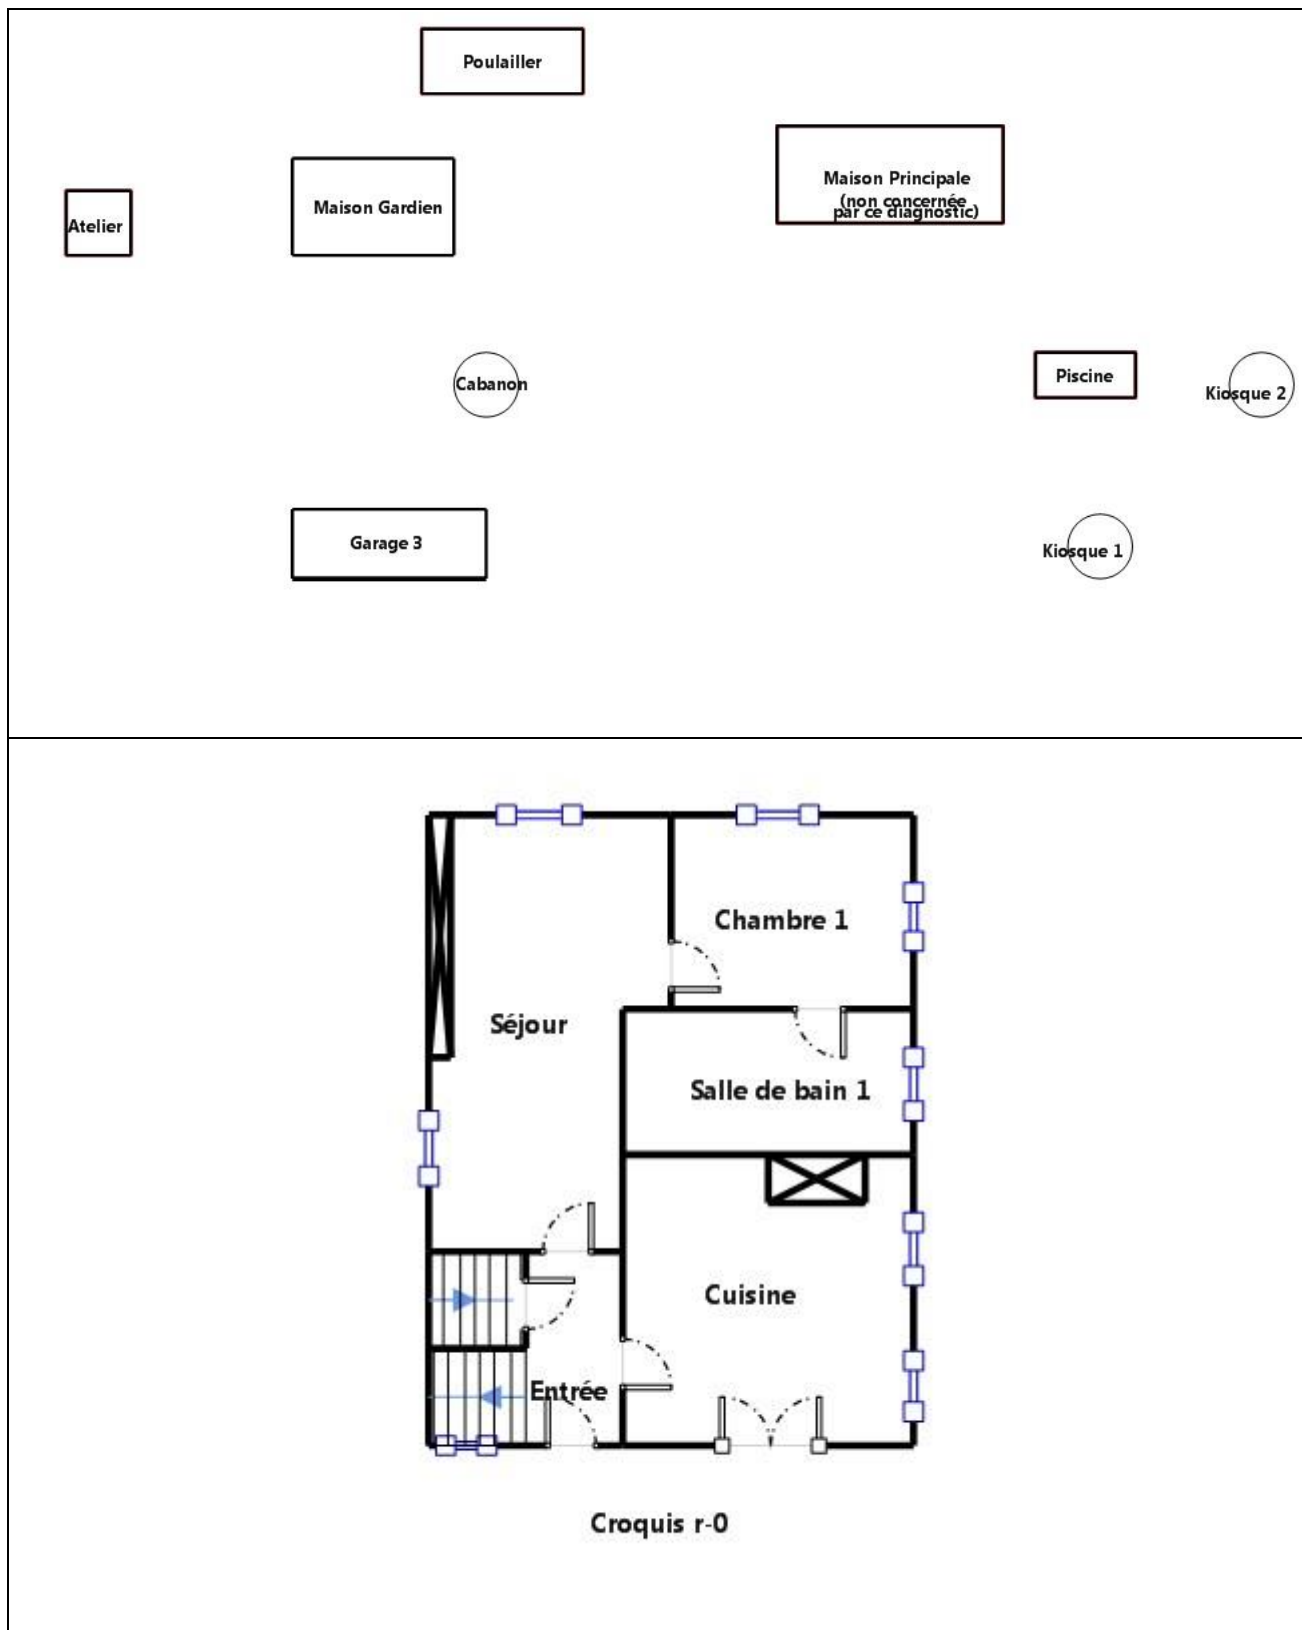 Poulailler
Maison Principale
(non concernée
par ce diagnostic)
Maison Gardien
Atelier
Piscine
Cabanon
Kiosque 2
Garage 3
Kiosque 1
Chambre 1
Séjour
Salle de bain 1
Cuisine
Entrée
Croquis r-0